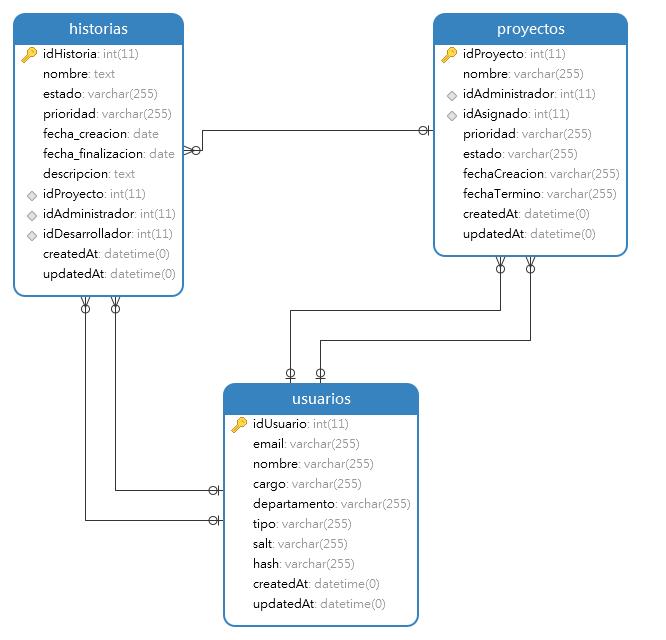 historias
idHistoria: int(11)
nombre: text
estado: varchar(255)
prioridad: varchar(255)
fecha_creacion: date
fecha_finalizacion: date
descripcion: text
idProyecto: int(11)
idAdministrador: int(11)
idDesarrollador: int(11)
createdAt: datetime(0)
updatedAt: datetime(0)
proyectos
idProyecto: int(11)
nombre: varchar(255)
idAdministrador: int(11)
idAsignado: int(11)
prioridad: varchar(255)
estado: varchar(255)
fechaCreacion: varchar(255)
fechaTermino: varchar(255)
createdAt: datetime(0)
updatedAt: datetime(0)
usuarios
idUsuario: int(11)
email: varchar(255)
nombre: varchar(255)
cargo: varchar(255)
departamento: varchar(255)
tipo: varchar(255)
salt: varchar(255)
hash: varchar(255)
createdAt: datetime(0)
updatedAt: datetime(0)